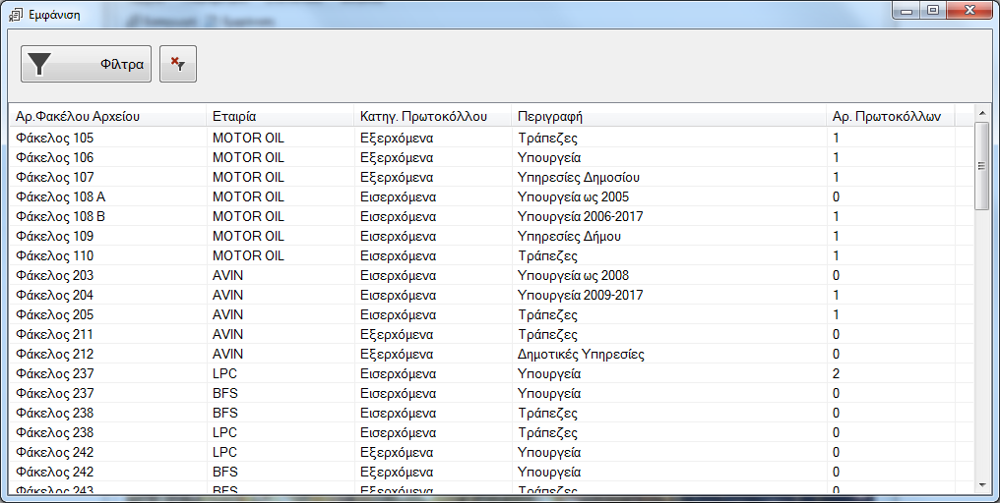 Εμφάνιση
Φίλτρα
Αρ.Φακέλου Αρχείου Εταιρία Κατηγ. Πρωτοκόλλου Περιγραφή Αρ. Πρωτοκόλλων
Φάκελος 105 MOTOR OIL Εξερχόμενα Τράπεζες 1
Φάκελος 106 MOTOR OIL Εξερχόμενα Υπουργεία 1
Φάκελος 107 MOTOR OIL Εξερχόμενα Υπηρεσίες Δημοσίου 1
Φάκελος 108 Α MOTOR OIL Εισερχόμενα Υπουργεία ως 2005 0
Φάκελος 108 Β MOTOR OIL Εισερχόμενα Υπουργεία 2006-2017 1
Φάκελος 109 MOTOR OIL Εισερχόμενα Υπηρεσίες Δήμου 1
Φάκελος 110 MOTOR OIL Εισερχόμενα Τράπεζες 1
Φάκελος 203 AVIN Εισερχόμενα Υπουργεία ως 2008 0
Φάκελος 204 AVIN Εισερχόμενα Υπουργεία 2009-2017 1
Φάκελος 205 AVIN Εισερχόμενα Τράπεζες 1
Φάκελος 211 AVIN Εξερχόμενα Τράπεζες 0
Φάκελος 212 AVIN Εξερχόμενα Δημοτικές Υπηρεσίες 0
Φάκελος 237 LPC Εισερχόμενα Υπουργεία 2
Φάκελος 237 BFS Εισερχόμενα Υπουργεία 0
Φάκελος 238 BFS Εισερχόμενα Τράπεζες 0
Φάκελος 238 LPC Εισερχόμενα Τράπεζες 0
Φάκελος 242 LPC Εξερχόμενα Υπουργεία 0
Φάκελος 242 BFS Εξερχόμενα Υπουργεία 0
Φάκελος 243 BFS Εξερχόμενα Τράπεζες 0